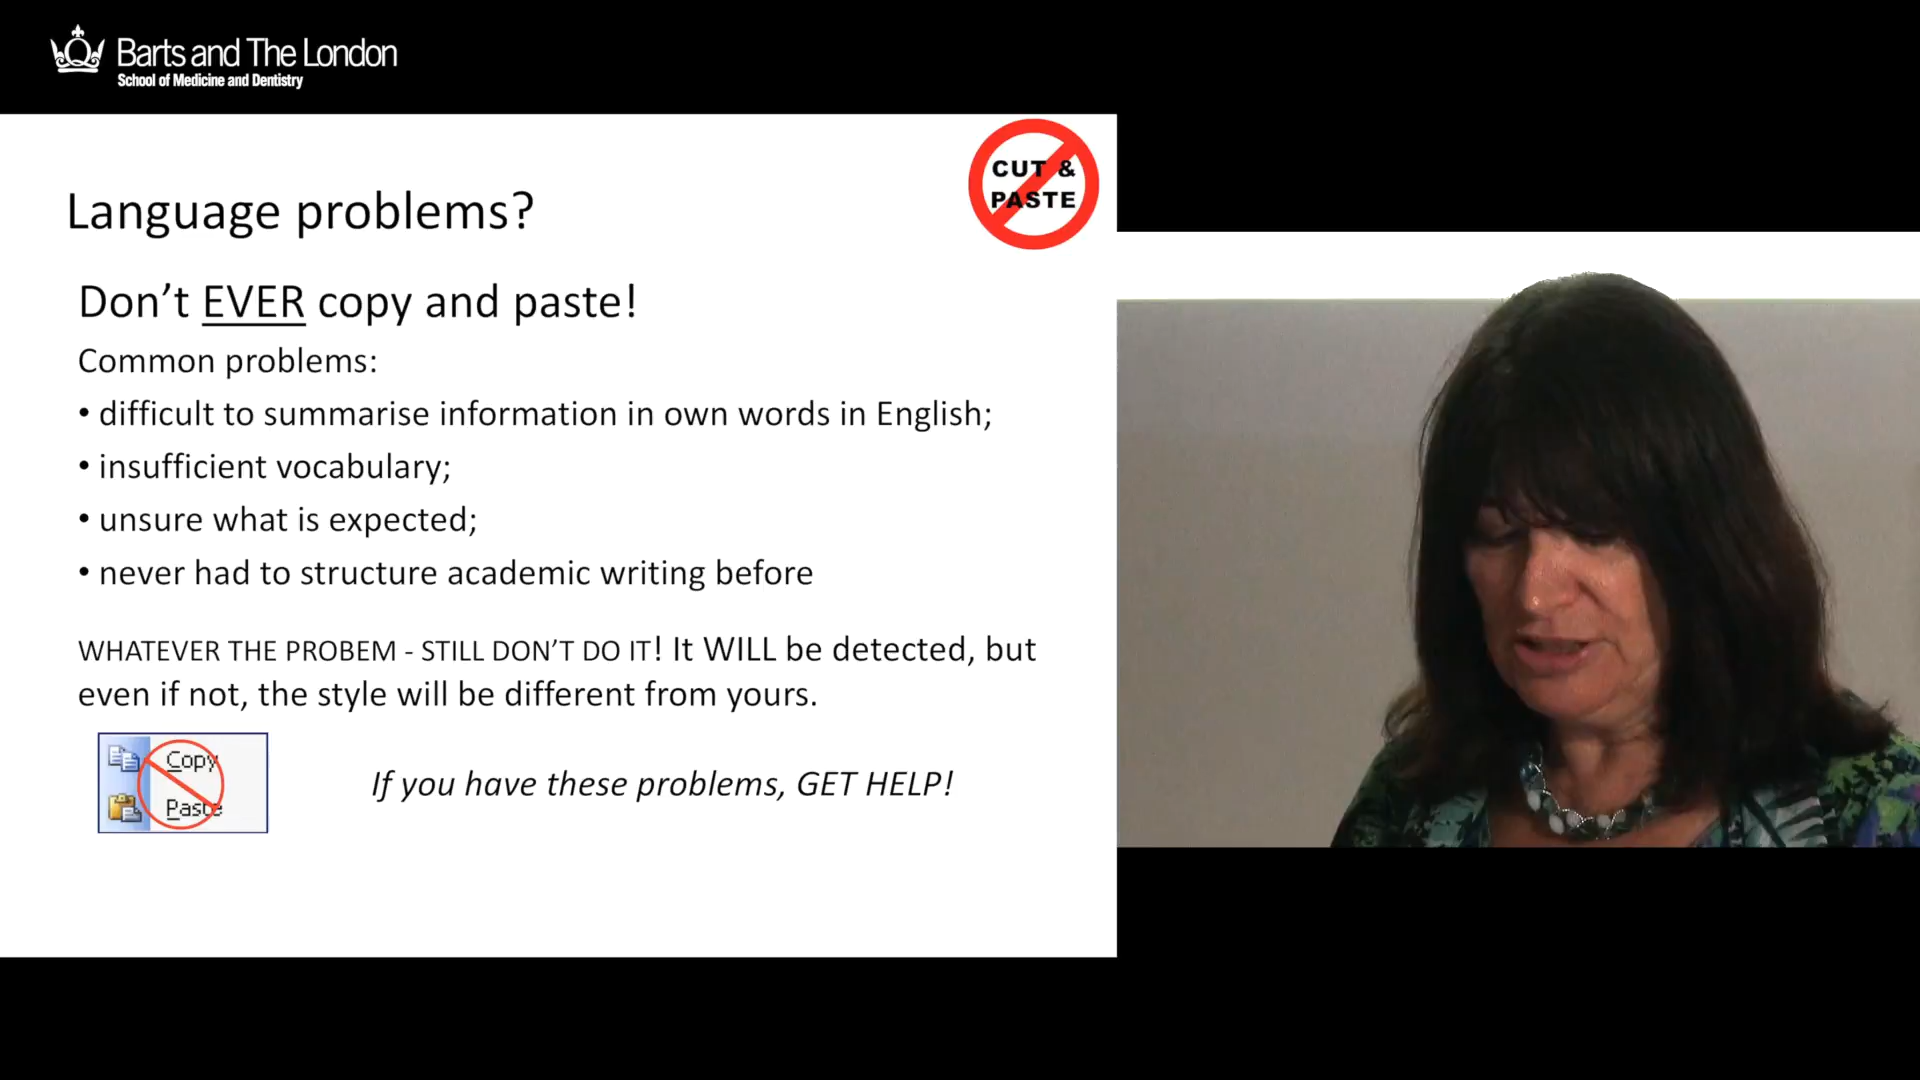 Barts and The London
School of Medicine and Dentistry
CUT &
PASTE
Language problems?
Don’t EVER copy and paste!
Common problems:
• difficult to summarise information in own words in English;
• insufficient vocabulary;
• unsure what is expected;
• never had to structure academic writing before
WHATEVER THE PROBEM - STILL DON’T DO IT! It WILL be detected, but
even if not, the style will be different from yours.
Copy
Paste
If you have these problems, GET HELP!